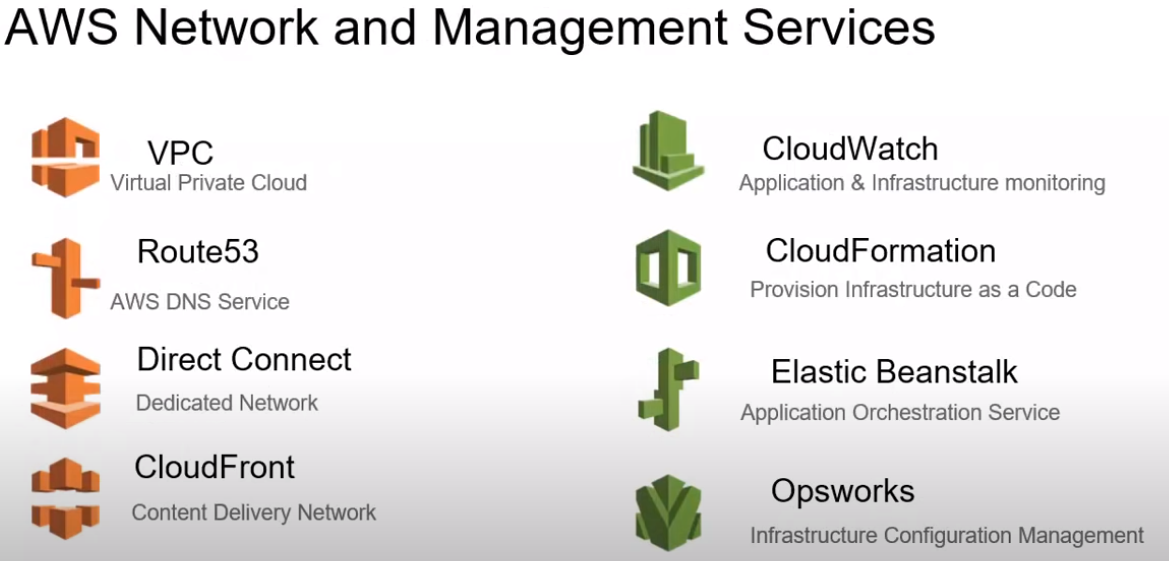 AWS Network and Management Services
VPC
Virtual Private Cloud
Route53
AWS DNS Service
Direct Connect
Dedicated Network
CloudFront
Content Delivery Network
CloudWatch
Application & Infrastructure monitoring
CloudFormation
Provision Infrastructure as a Code
Elastic Beanstalk
Application Orchestration Service
Opsworks
Infrastructure Configuration Management